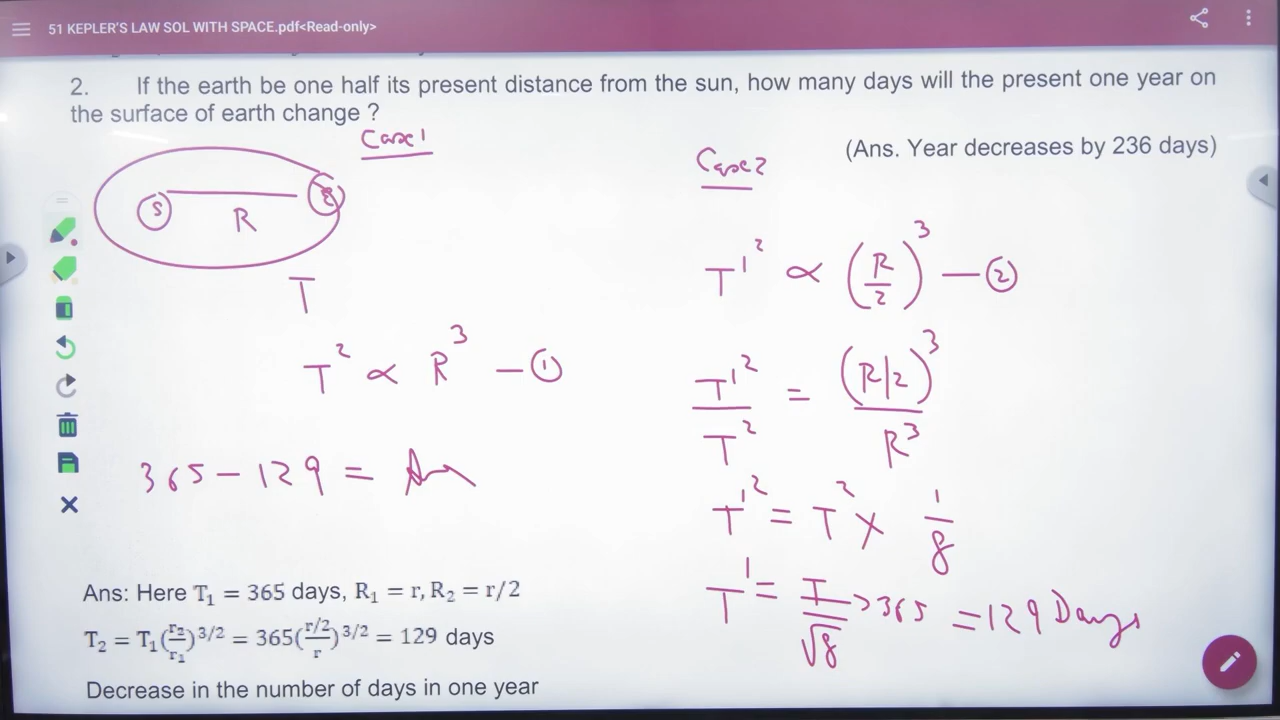 51 KEPLER'S LAW SOL WITH SPACE.pdf<Read-only>
2. If the earth be one half its present distance from the sun, how many days will the present one year on
the surface of earth change ?
(Ans. Year decreases by 236 days)
Case 1
S R E
T
T² ∝ R³ — ①
365 – 129 = Ans
Case 2
T'² ∝ (R/2)³ — ②
T'²/T² = (R/2)³/R³
T'² = T² × 1/8
T' = T/√8 → 365 = 129 Days
Ans: Here T₁ = 365 days, R₁ = r, R₂ = r/2
T₂ = T₁(r₂/r₁)^3/2 = 365((r/2)/r)^3/2 = 129 days
Decrease in the number of days in one year